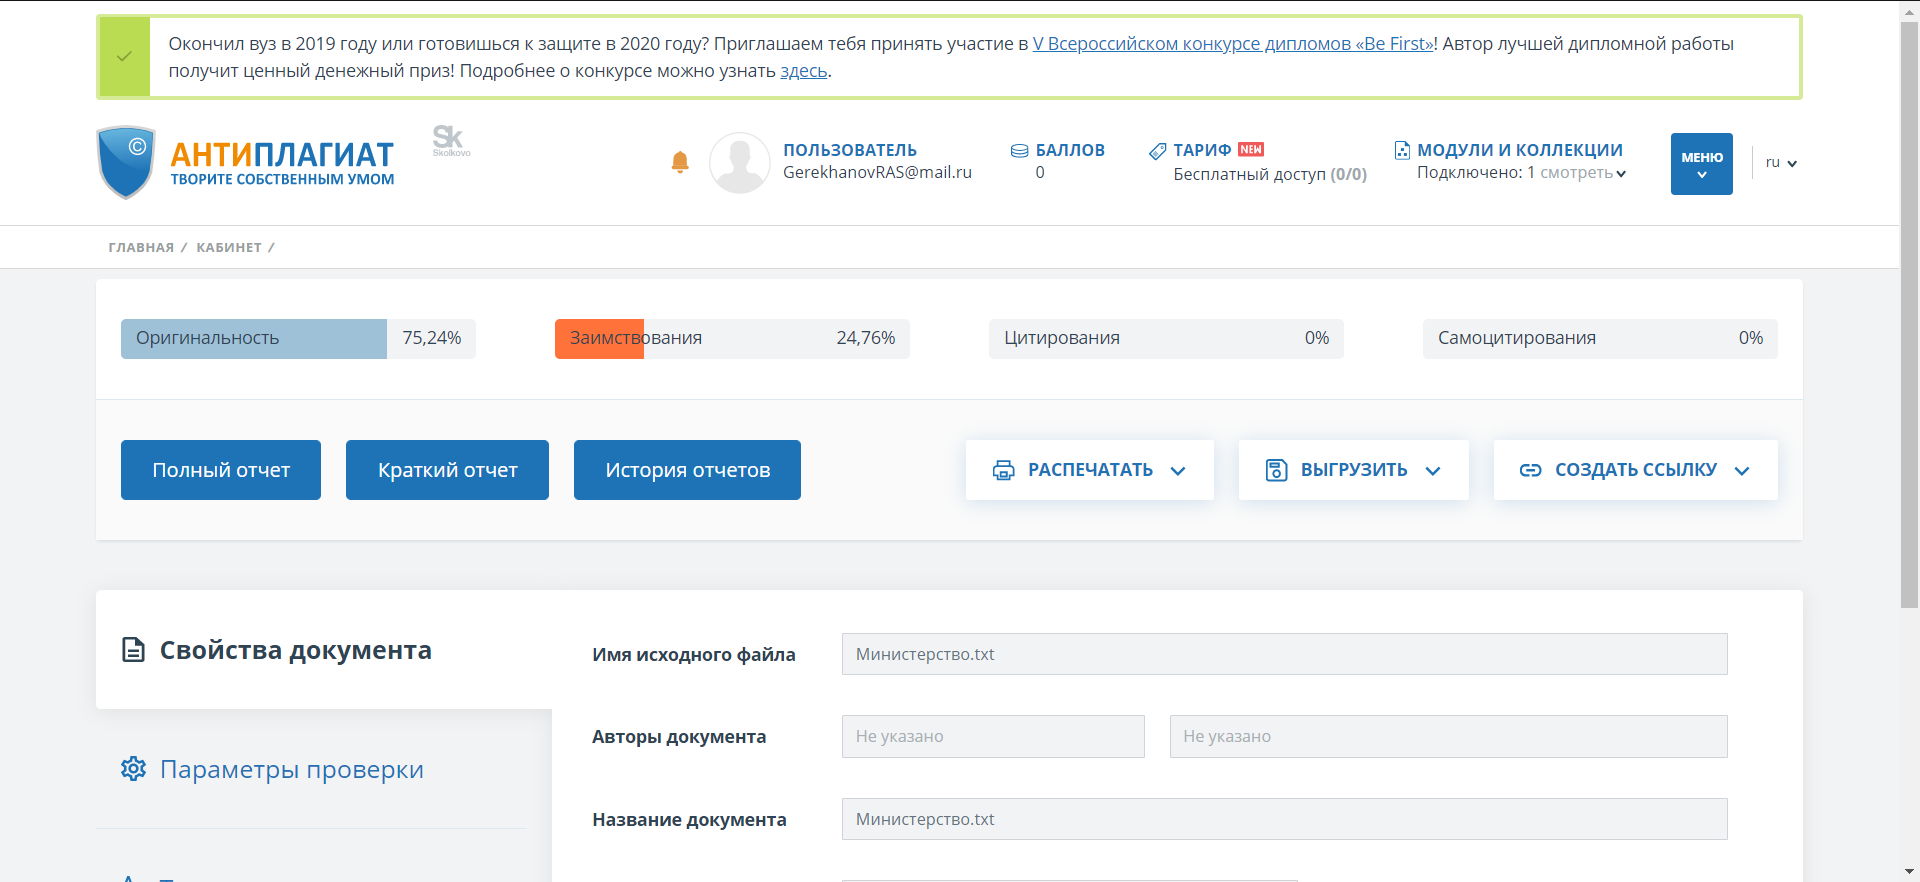 Окончил вуз в 2019 году или готовишься к защите в 2020 году? Приглашаем тебя принять участие в V Всероссийском конкурсе дипломов «Be First»! Автор лучшей дипломной работы
получит ценный денежный приз! Подробнее о конкурсе можно узнать здесь.
©
АНТИПЛАГИАТ
ТВОРИТЕ СОБСТВЕННЫМ УМОМ
Sk
Skolkovo
ПОЛЬЗОВАТЕЛЬ
GerekhanovRAS@mail.ru
БАЛЛОВ
0
ТАРИФ NEW
Бесплатный доступ (0/0)
МОДУЛИ И КОЛЛЕКЦИИ
Подключено: 1 смотреть
МЕНЮ
ru
ГЛАВНАЯ / КАБИНЕТ /
Оригинальность 75,24%
Заимствования 24,76%
Цитирования 0%
Самоцитирования 0%
Полный отчет
Краткий отчет
История отчетов
РАСПЕЧАТАТЬ
ВЫГРУЗИТЬ
СОЗДАТЬ ССЫЛКУ
Свойства документа
Имя исходного файла Министерство.txt
Авторы документа Не указано Не указано
Параметры проверки
Название документа Министерство.txt